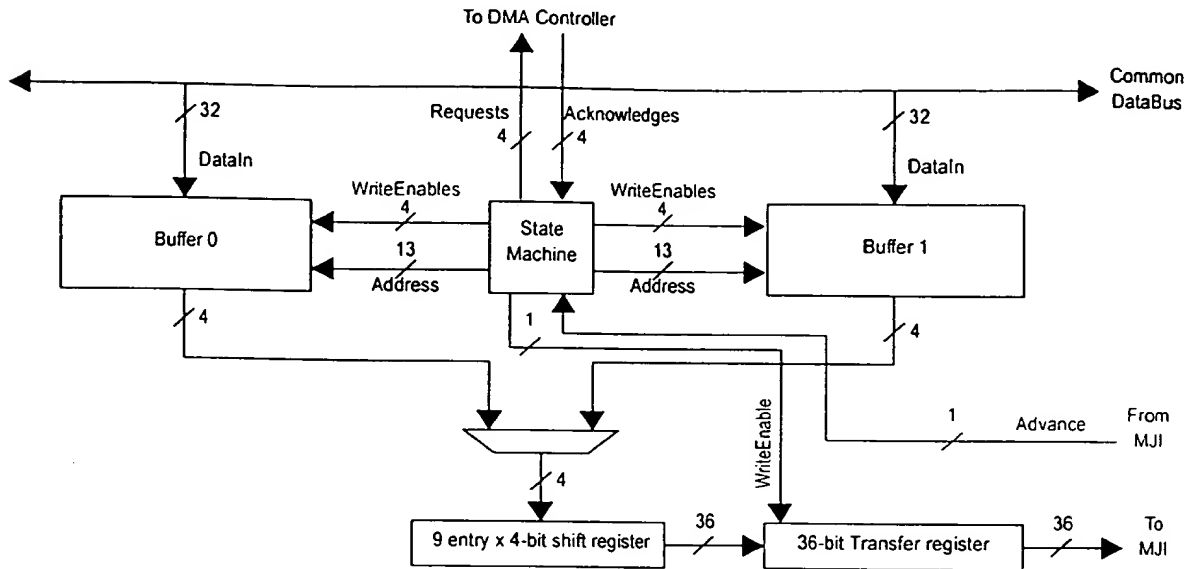 To DMA Controller
Common
DataBus
32
Requests
4
Acknowledges
4
32
DataIn
DataIn
WriteEnables
4
WriteEnables
4
Buffer 0
State
Machine
Buffer 1
13
Address
13
Address
4
1
4
1
Advance
From
MJI
WriteEnable
4
9 entry x 4-bit shift register
36
36-bit Transfer register
36
To
MJI